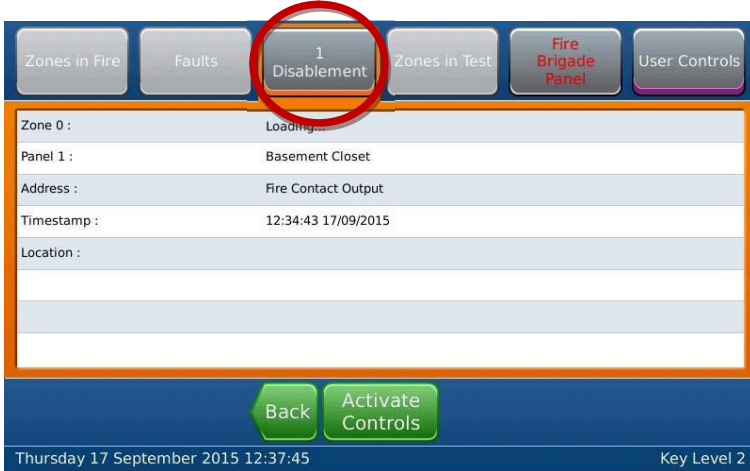 Zones in Fire
Faults
1
Disablement
Zones in Test
Fire
Brigade
Panel
User Controls
Zone 0 : Loading...
Panel 1 : Basement Closet
Address : Fire Contact Output
Timestamp : 12:34:43 17/09/2015
Location :
Back
Activate
Controls
Thursday 17 September 2015 12:37:45
Key Level 2